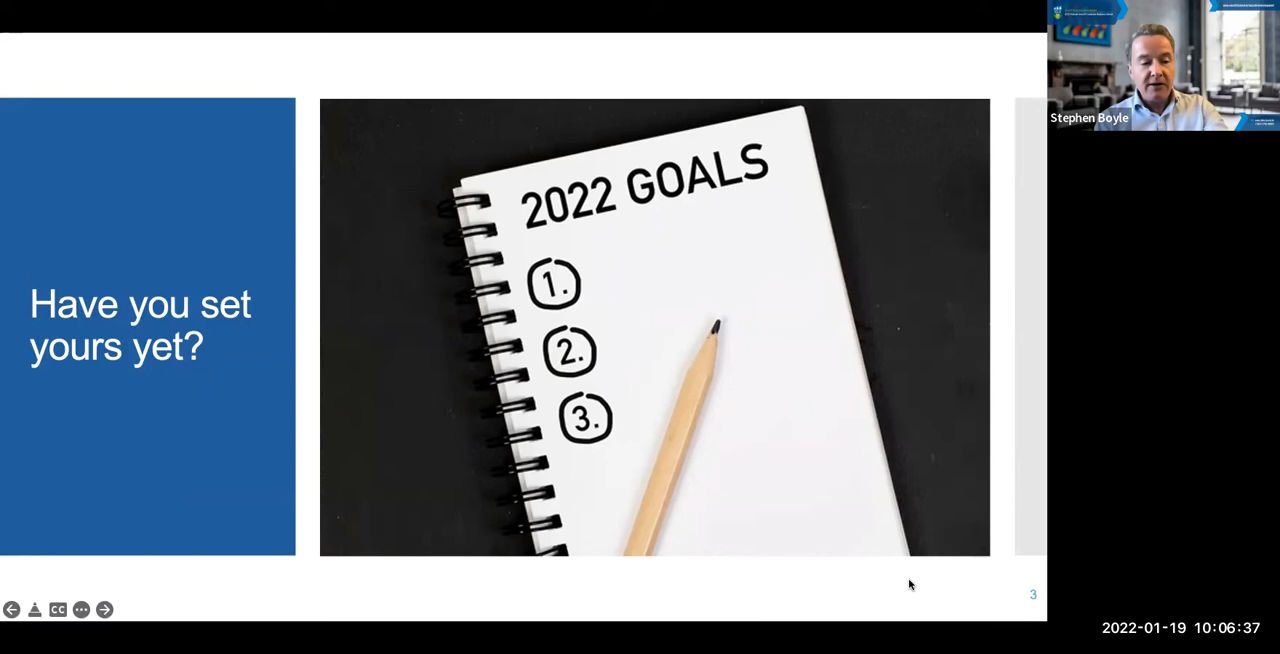 Have you set
yours yet?
2022 GOALS
1.
2.
3.
3
CC
Stephen Boyle
2022-01-19 10:06:37